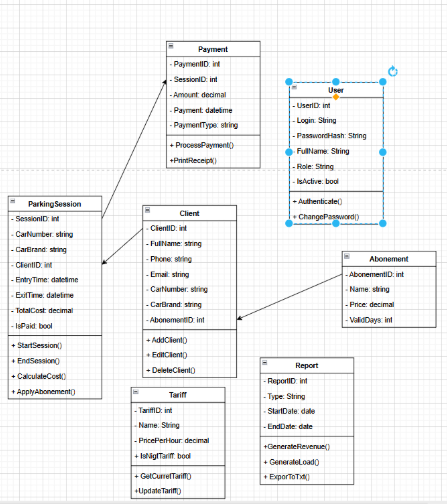 Payment
- PaymentID: int
- SessionID: int
- Amount: decimal
- Payment: datetime
- PaymentType: string
+ ProcessPayment()
+PrintReceipt()
User
- UserID: int
- Login: String
- PasswordHash: String
- FullName: String
- Role: String
- IsActive: bool
+ Authenticate()
+ ChangePassword()
ParkingSession
- SessionID: int
- CarNumber: string
- CarBrand: string
- ClientID: int
- EntryTime: datetime
- ExitTime: datetime
- TotalCost: decimal
- IsPaid: bool
+ StartSession()
+ EndSession()
+ CalculateCost()
+ ApplyAbonement()
Client
- ClientID: int
- FullName: string
- Phone: string
- Email: string
- CarNumber: string
- CarBrand: string
- AbonementID: int
+ AddClient()
+ EditClient()
+ DeleteClient()
Abonement
- AbonementID: int
- Name: string
- Price: decimal
- ValidDays: int
Tariff
- TariffID: int
- Name: String
- PricePerHour: decimal
- IsNigtTariff: bool
+ GetCurretTariff()
+UpdateTariff()
Report
- ReportID: int
- Type: String
- StartDate: date
- EndDate: date
+GenerateRevenue()
+ GenerateLoad()
+ ExporToTxt()